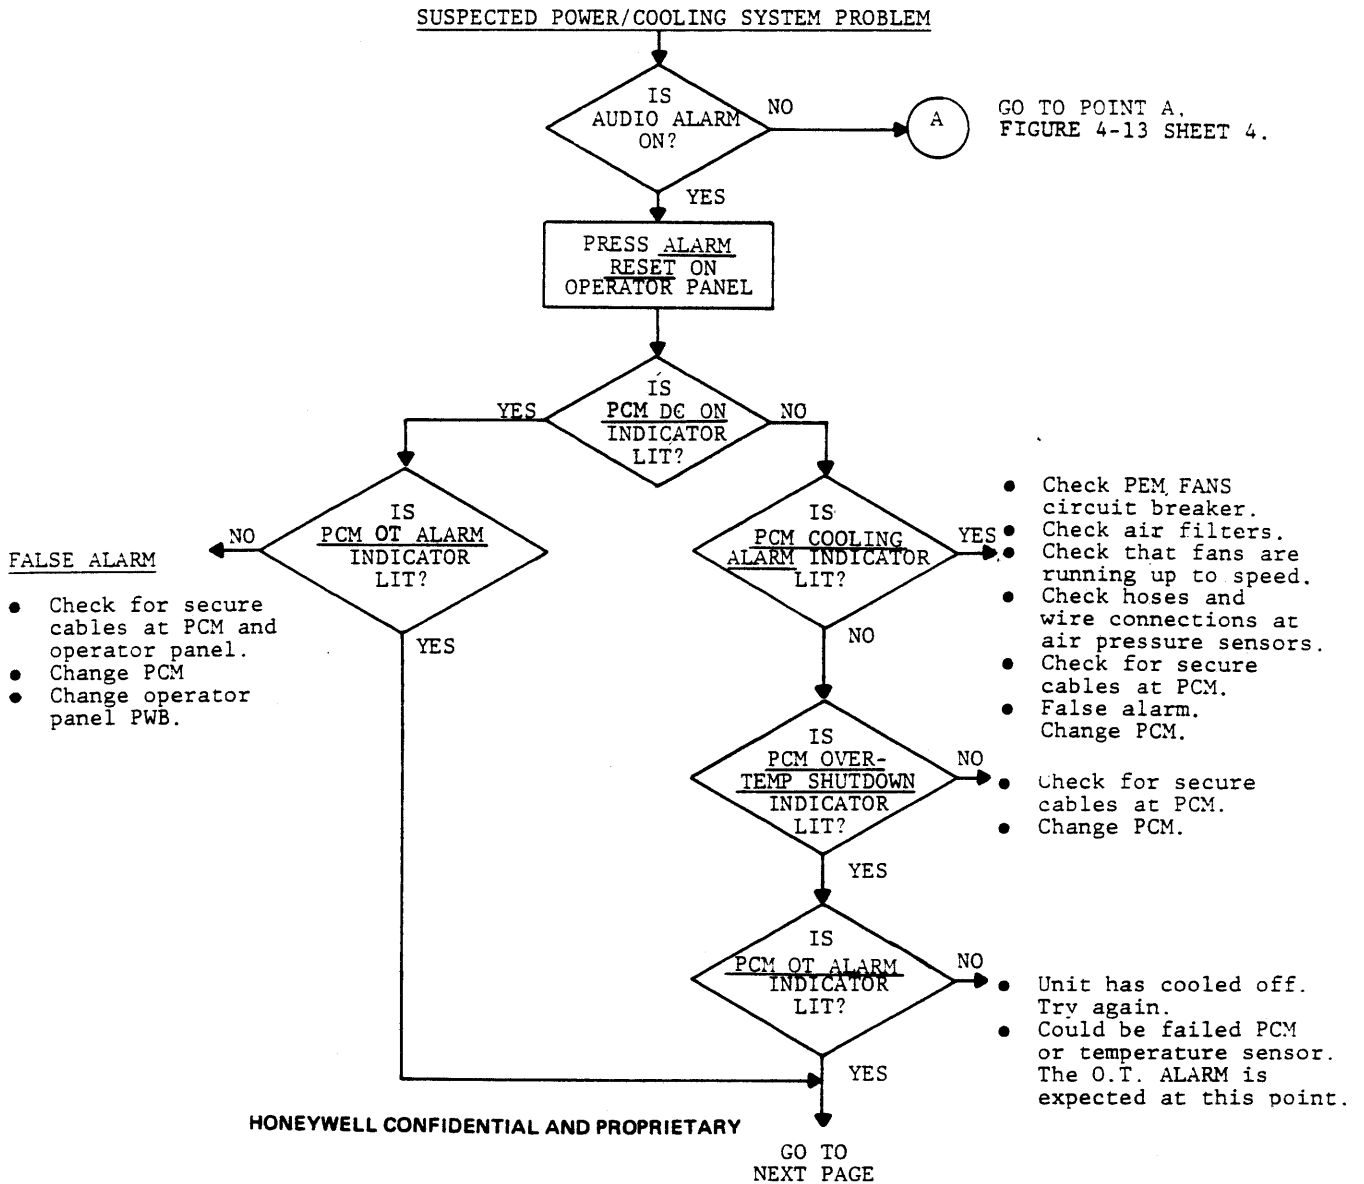 SUSPECTED POWER/COOLING SYSTEM PROBLEM
IS
AUDIO ALARM
ON?
NO
A
GO TO POINT A,
FIGURE 4-13 SHEET 4.
YES
PRESS ALARM
RESET ON
OPERATOR PANEL
IS
PCM DC ON
INDICATOR
LIT?
YES
NO
IS
PCM OT ALARM
INDICATOR
LIT?
NO
YES
FALSE ALARM
● Check for secure
cables at PCM and
operator panel.
● Change PCM
● Change operator
panel PWB.
IS
PCM COOLING
ALARM INDICATOR
LIT?
YES
NO
● Check PEM FANS
circuit breaker.
● Check air filters.
● Check that fans are
running up to speed.
● Check hoses and
wire connections at
air pressure sensors.
● Check for secure
cables at PCM.
● False alarm.
Change PCM.
IS
PCM OVER-
TEMP SHUTDOWN
INDICATOR
LIT?
NO
YES
● Check for secure
cables at PCM.
● Change PCM.
IS
PCM OT ALARM
INDICATOR
LIT?
NO
YES
● Unit has cooled off.
Try again.
● Could be failed PCM
or temperature sensor.
The O.T. ALARM is
expected at this point.
HONEYWELL CONFIDENTIAL AND PROPRIETARY
GO TO
NEXT PAGE